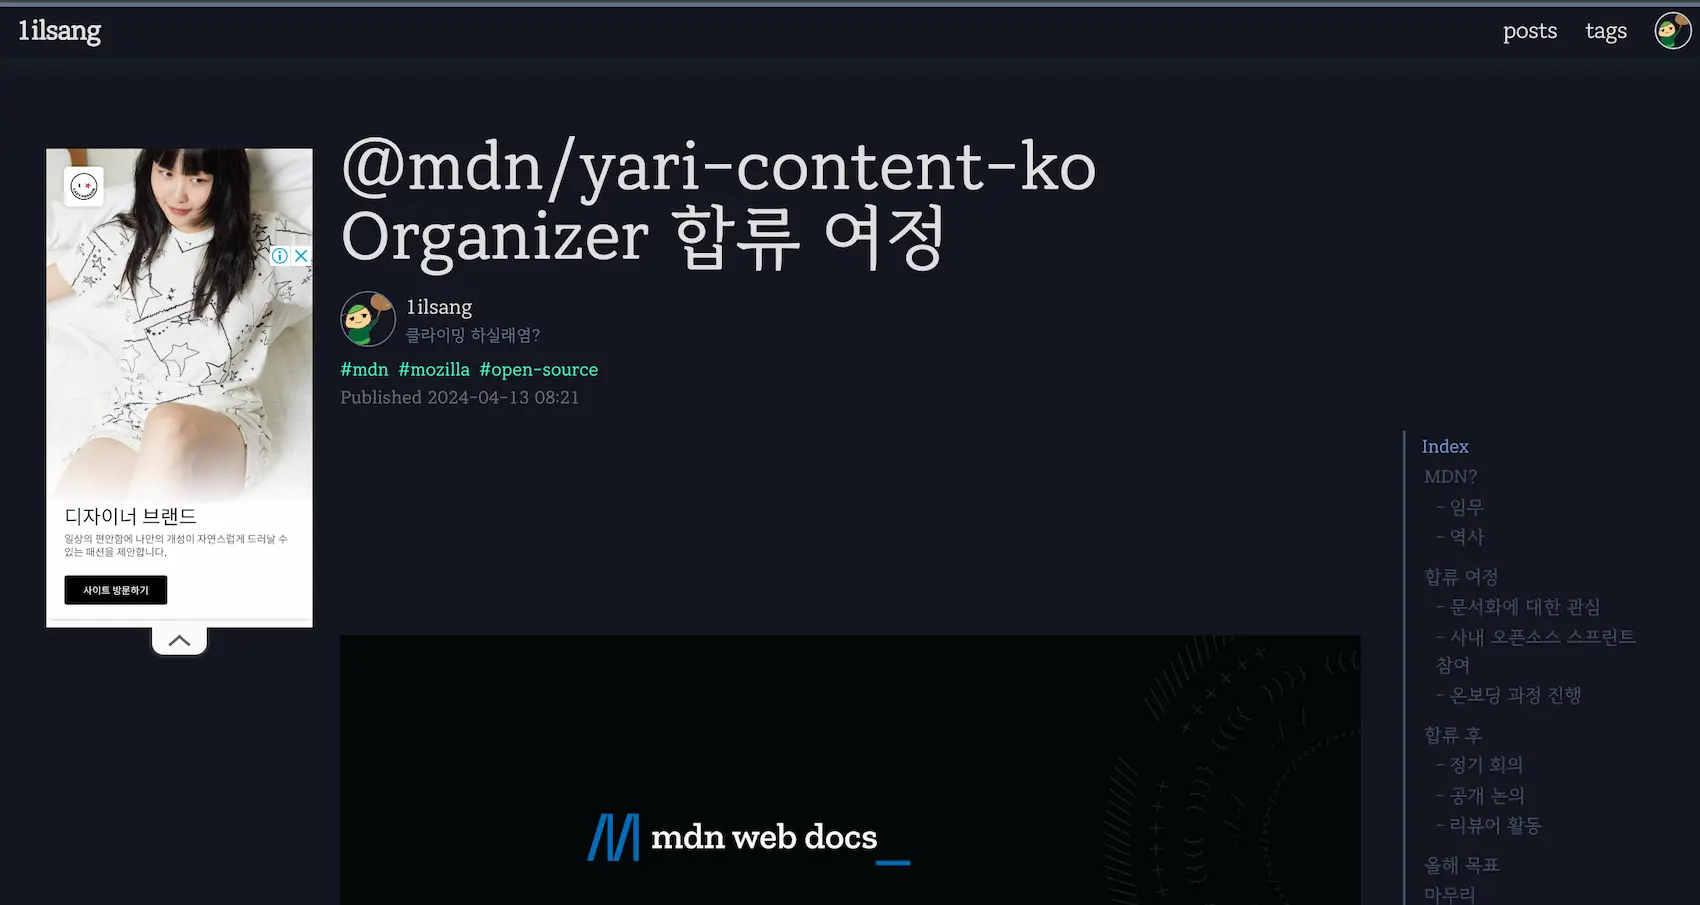 1ilsang
posts
tags
@mdn/yari-content-ko
Organizer 합류 여정
1ilsang
클라이밍 하실래염?
#mdn #mozilla #open-source
Published 2024-04-13 08:21
디자이너 브랜드
일상의 편안함에 나만의 개성이 자연스럽게 드러날 수
있는 패션을 제안합니다.
사이트 방문하기
mdn web docs_
Index
MDN?
- 임무
- 역사
합류 여정
- 문서화에 대한 관심
- 사내 오픈소스 스프린트
참여
- 온보딩 과정 진행
합류 후
- 정기 회의
- 공개 논의
- 리뷰어 활동
올해 목표
마무리